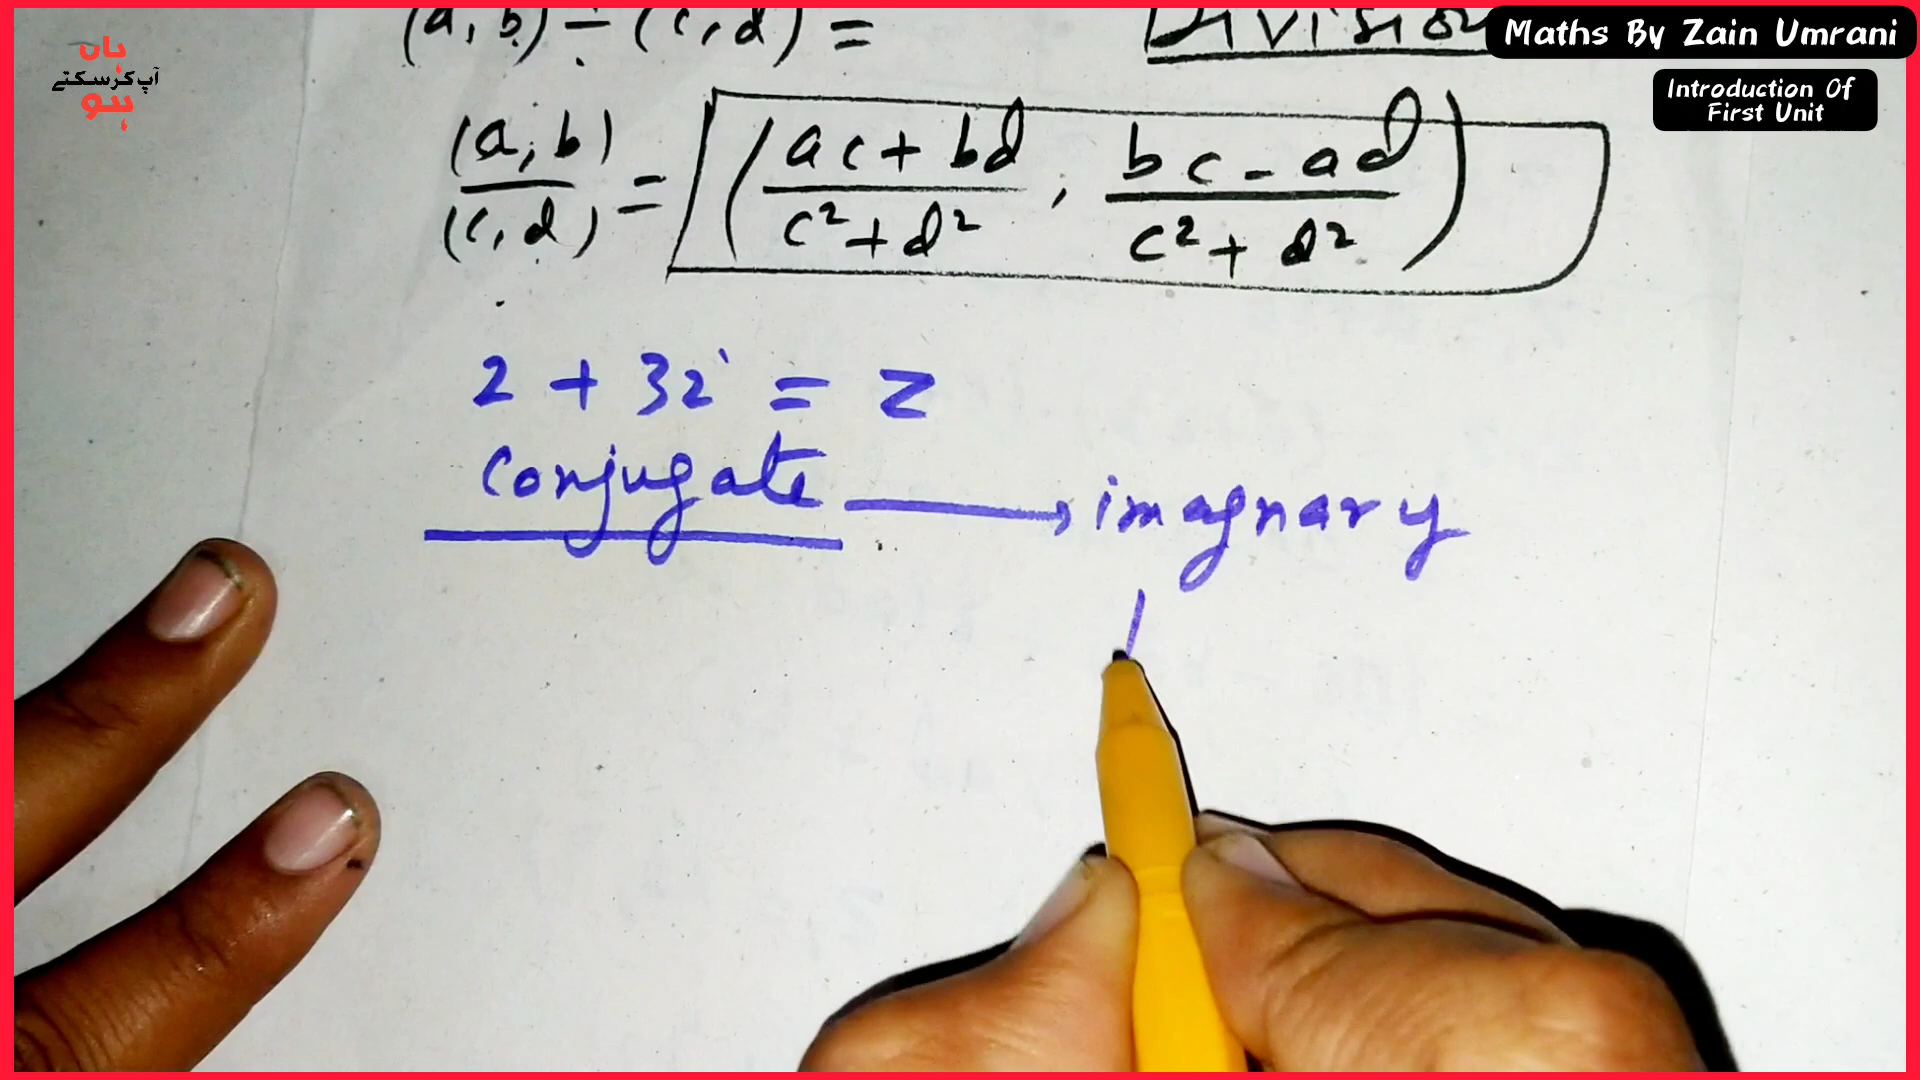 (a, b) ÷ (c, d) =
Division
Maths By Zain Umrani
Introduction Of
First Unit
ہاں
آپ کرسکتے
ہو
(a, b) / (c, d) = ( (ac + bd) / (c² + d²) , (bc - ad) / (c² + d²) )
2 + 3i = z
Conjugate → imagnary